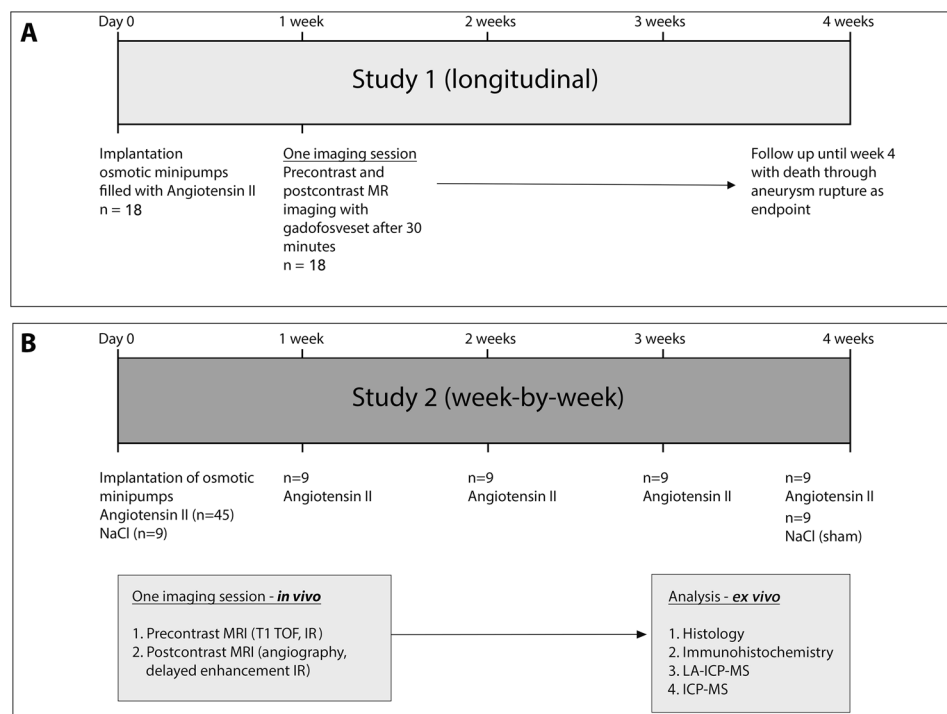 A
Day 0 1 week 2 weeks 3 weeks 4 weeks
Study 1 (longitudinal)
Implantation
osmotic minipumps
filled with Angiotensin II
n = 18
One imaging session
Precontrast and
postcontrast MR
imaging with
gadofosveset after 30
minutes
n = 18
Follow up until week 4
with death through
aneurysm rupture as
endpoint
B
Day 0 1 week 2 weeks 3 weeks 4 weeks
Study 2 (week-by-week)
Implantation of osmotic
minipumps
Angiotensin II (n=45)
NaCl (n=9)
n=9
Angiotensin II
n=9
Angiotensin II
n=9
Angiotensin II
n=9
Angiotensin II
n=9
NaCl (sham)
One imaging session - in vivo
1. Precontrast MRI (T1 TOF, IR)
2. Postcontrast MRI (angiography,
delayed enhancement IR)
Analysis - ex vivo
1. Histology
2. Immunohistochemistry
3. LA-ICP-MS
4. ICP-MS